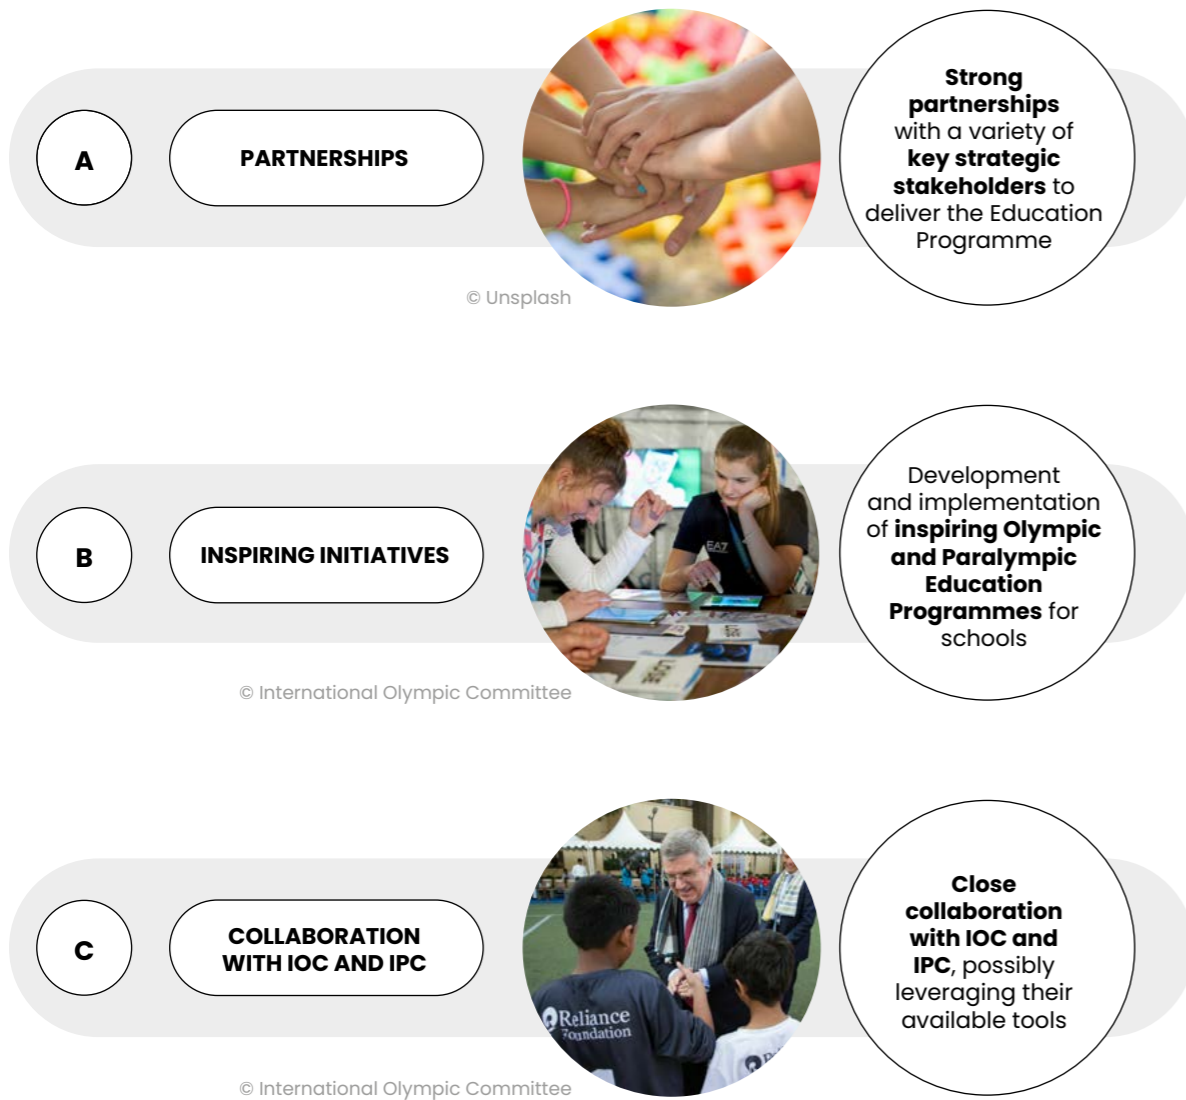 A
PARTNERSHIPS
Strong
partnerships
with a variety of
key strategic
stakeholders to
deliver the Education
Programme
© Unsplash
B
INSPIRING INITIATIVES
EA7
Development
and implementation
of inspiring Olympic
and Paralympic
Education
Programmes for
schools
© International Olympic Committee
C
COLLABORATION
WITH IOC AND IPC
Reliance
Foundation
Close
collaboration
with IOC and
IPC, possibly
leveraging their
available tools
© International Olympic Committee